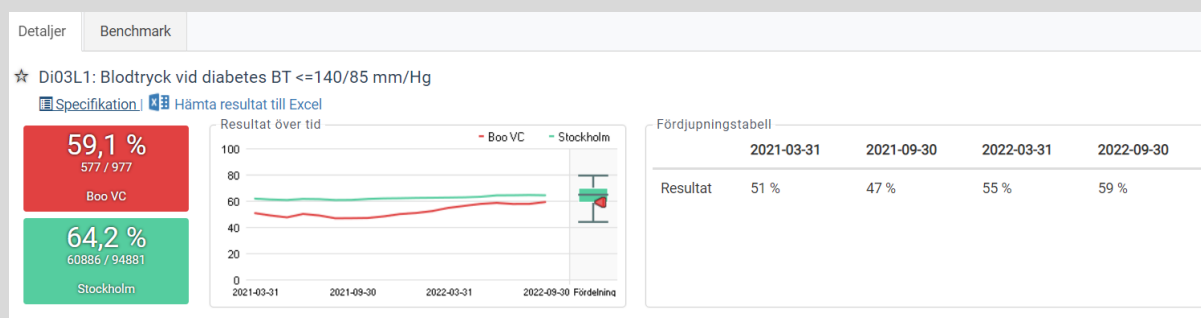 Detaljer Benchmark
☆ Di03L1: Blodtryck vid diabetes BT <=140/85 mm/Hg
Specifikation | Hämta resultat till Excel
59,1 %
577 / 977
Boo VC
64,2 %
60886 / 94881
Stockholm
Resultat över tid
- Boo VC - Stockholm
100
80
60
40
20
0
2021-03-31 2021-09-30 2022-03-31 2022-09-30 Fördelning
Fördjupningstabell
2021-03-31 2021-09-30 2022-03-31 2022-09-30
Resultat 51 % 47 % 55 % 59 %